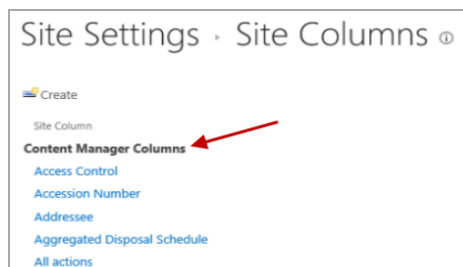 Site Settings › Site Columns ⓘ
Create
Site Column
Content Manager Columns
Access Control
Accession Number
Addressee
Aggregated Disposal Schedule
All actions